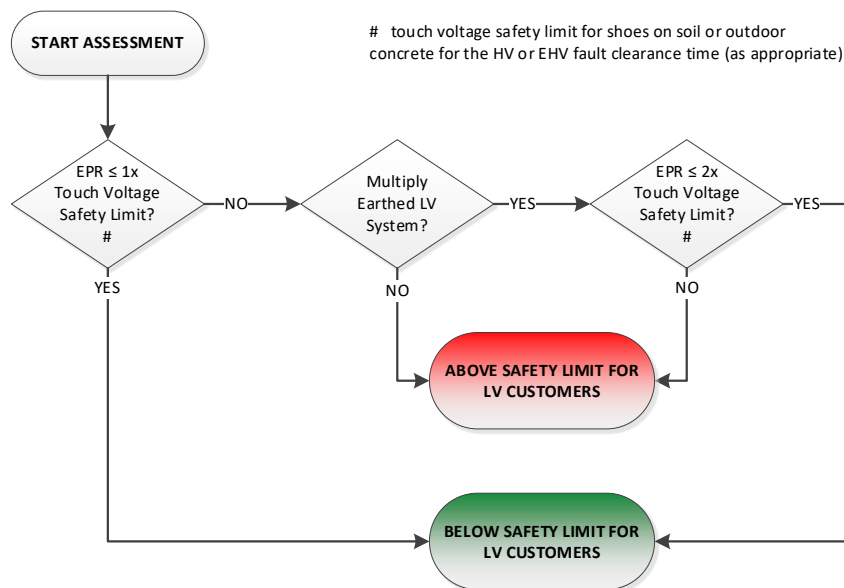 START ASSESSMENT
# touch voltage safety limit for shoes on soil or outdoor
concrete for the HV or EHV fault clearance time (as appropriate)
EPR ≤ 1x
Touch Voltage
Safety Limit?
#
NO
Multiply
Earthed LV
System?
YES
EPR ≤ 2x
Touch Voltage
Safety Limit?
#
YES
YES
NO
NO
ABOVE SAFETY LIMIT FOR
LV CUSTOMERS
BELOW SAFETY LIMIT FOR
LV CUSTOMERS